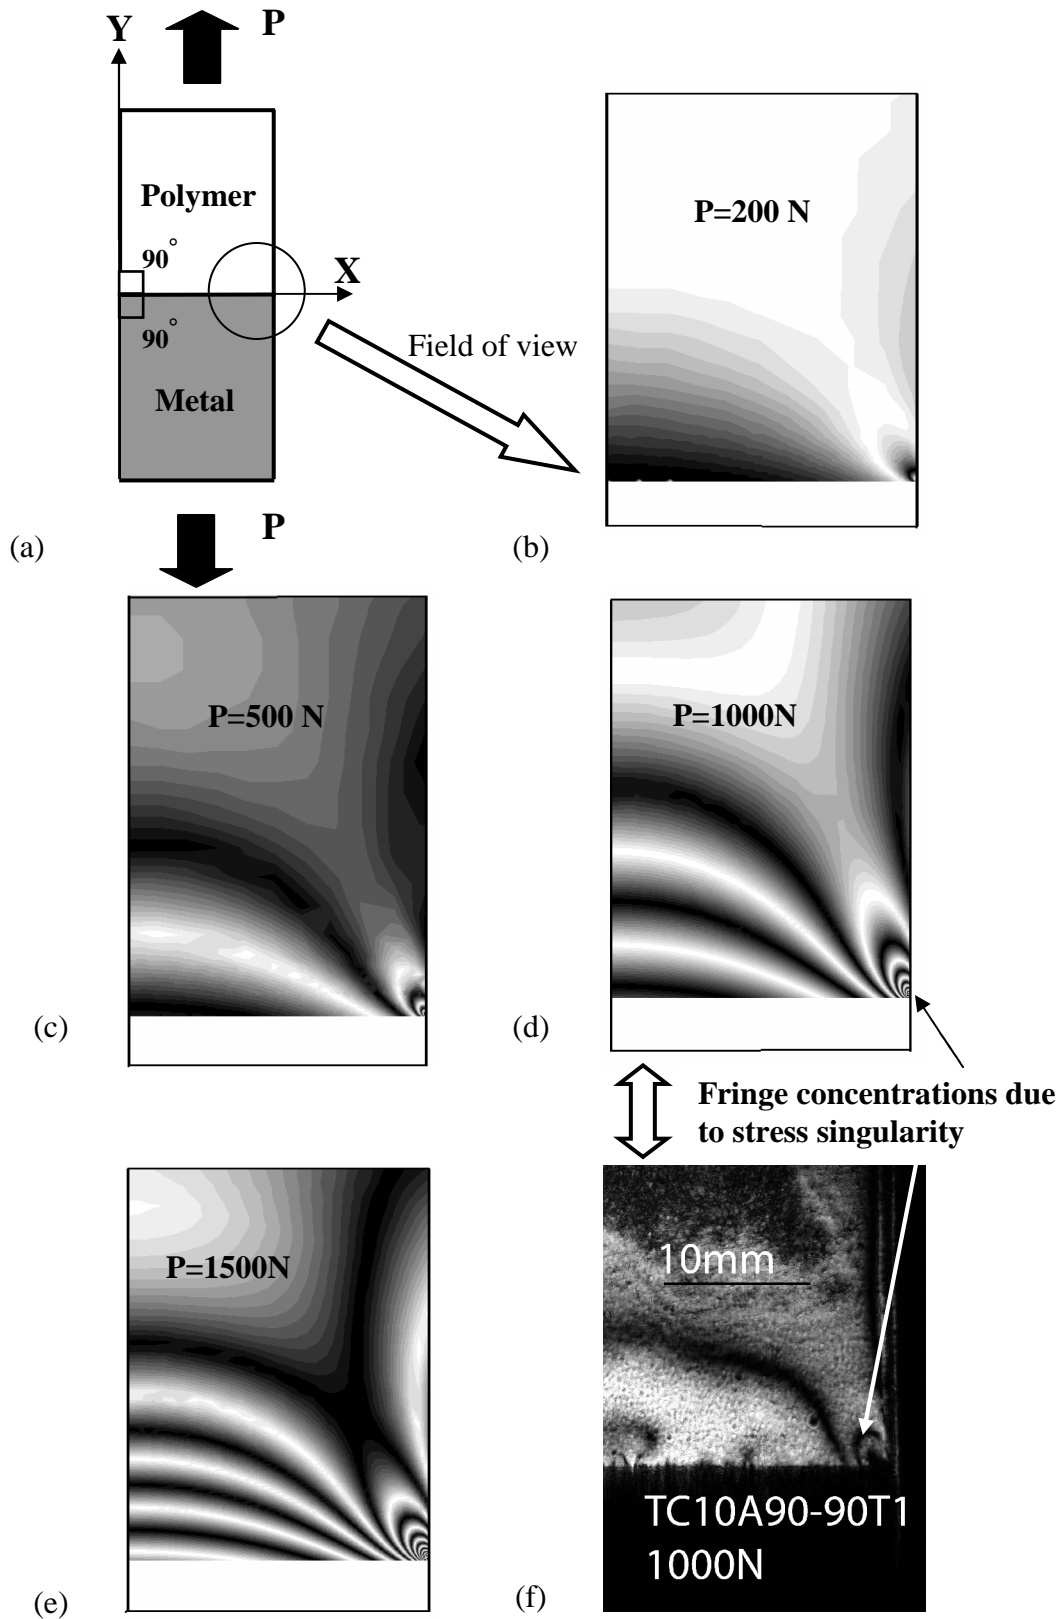 Y
P
Polymer
90°
X
90°
Metal
P
(a)
Field of view
P=200 N
(b)
P=500 N
(c)
P=1000N
(d)
Fringe concentrations due
to stress singularity
P=1500N
(e)
10mm
TC10A90-90T1
1000N
(f)